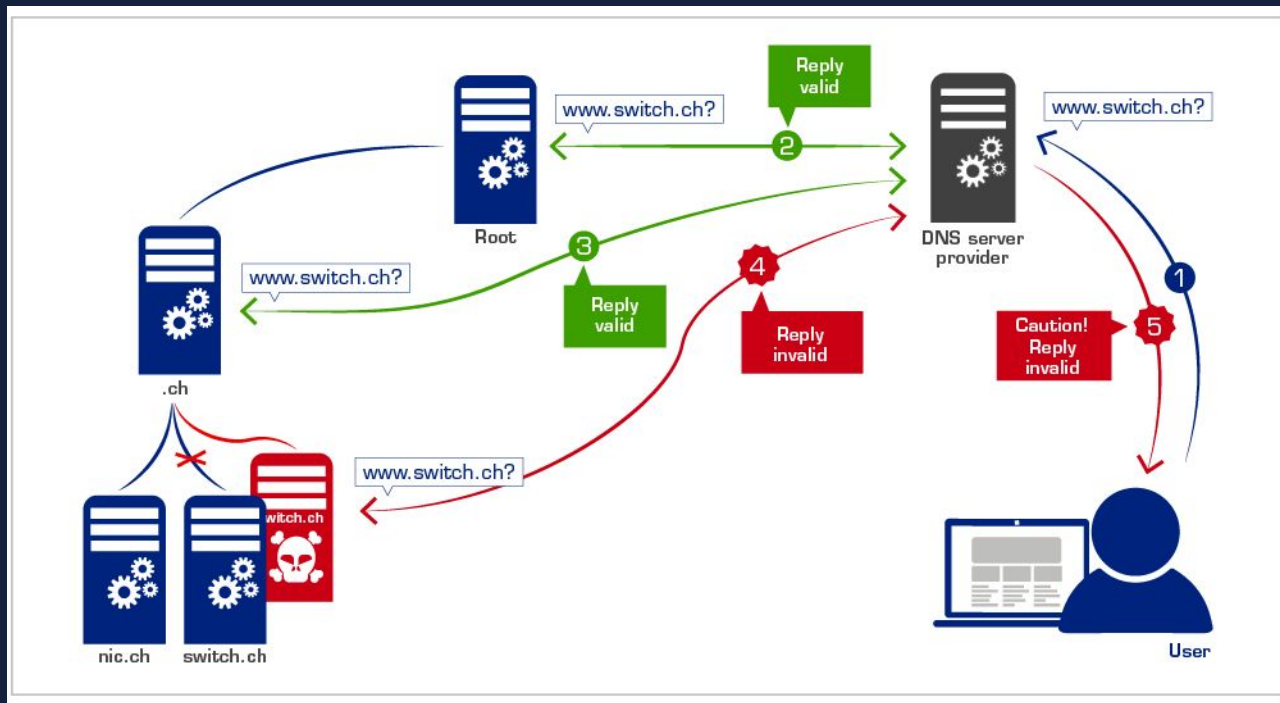 Reply
valid
www.switch.ch?
www.switch.ch?
2
Root
DNS server
provider
3
www.switch.ch?
4
1
Reply
valid
Reply
invalid
Caution!
Reply
invalid
5
.ch
www.switch.ch?
witch.ch
nic.ch
switch.ch
User